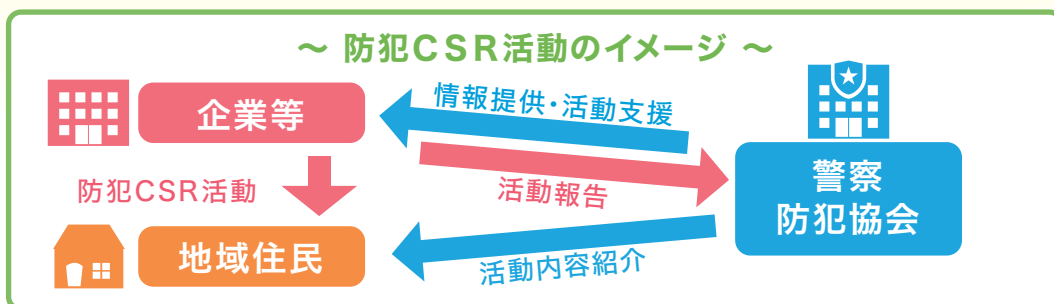 ～ 防犯CSR活動のイメージ ～
企業等
情報提供・活動支援
警察
防犯協会
防犯CSR活動
活動報告
地域住民
活動内容紹介